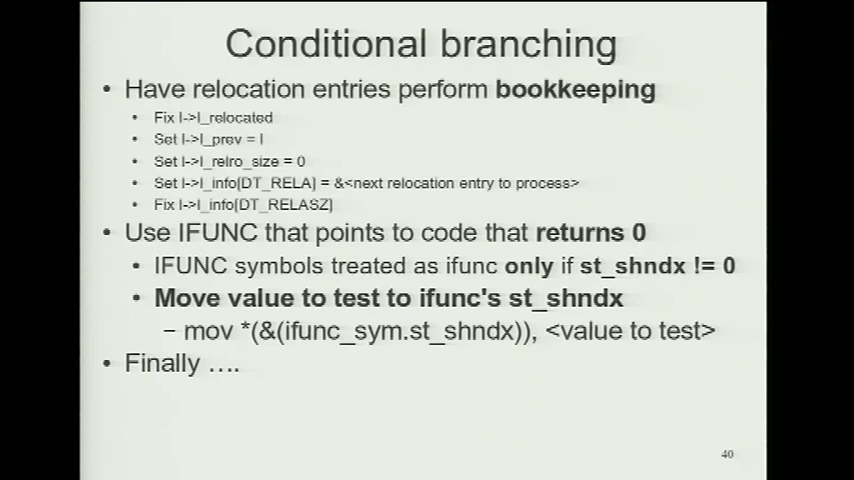 Conditional branching
• Have relocation entries perform bookkeeping
• Fix l->l_relocated
• Set l->l_prev = l
• Set l->l_relro_size = 0
• Set l->l_info[DT_RELA] = &<next relocation entry to process>
• Fix l->l_info[DT_RELASZ]
• Use IFUNC that points to code that returns 0
• IFUNC symbols treated as ifunc only if st_shndx != 0
• Move value to test to ifunc's st_shndx
– mov *(&(ifunc_sym.st_shndx)), <value to test>
• Finally ….
40